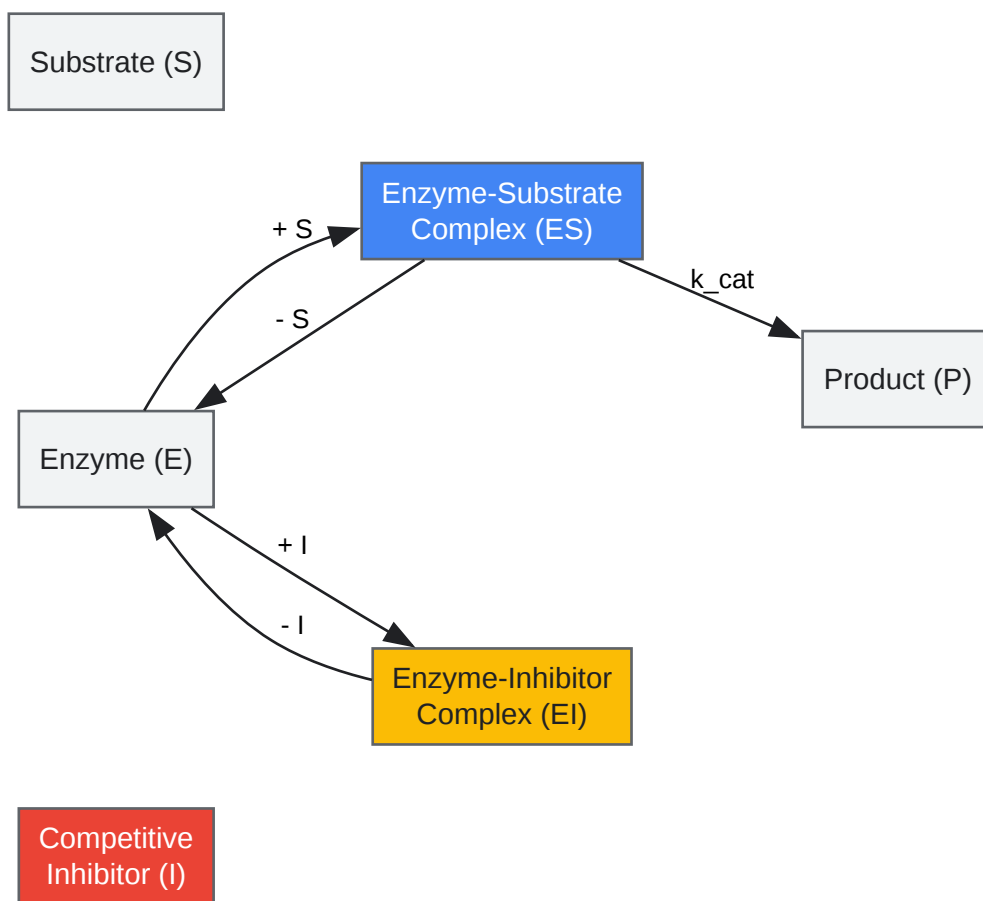 Substrate (S)
Enzyme-Substrate
Complex (ES)
+ S
k_cat
- S
Product (P)
Enzyme (E)
+ I
- I
Enzyme-Inhibitor
Complex (EI)
Competitive
Inhibitor (I)